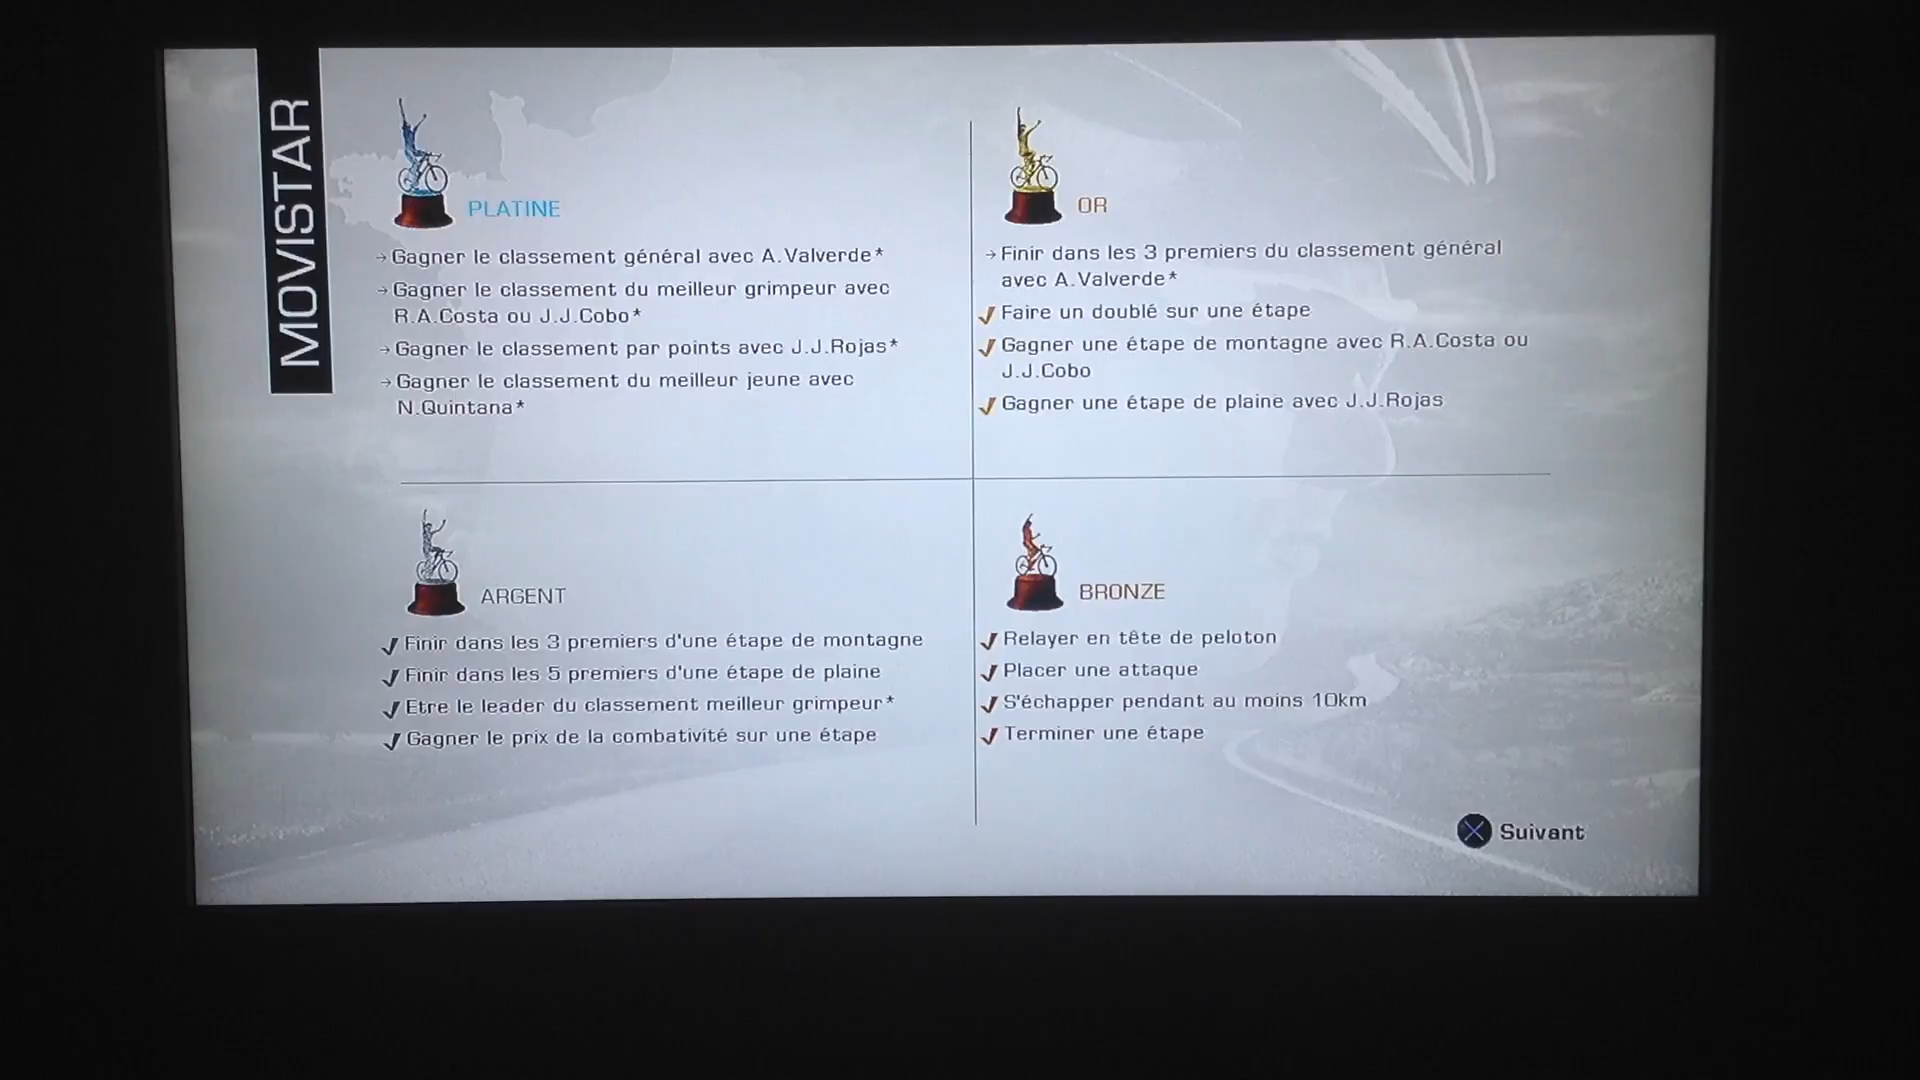 MOVISTAR
PLATINE
→Gagner le classement général avec A.Valverde*
→Gagner le classement du meilleur grimpeur avec
R.A.Costa ou J.J.Cobo*
→Gagner le classement par points avec J.J.Rojas*
→Gagner le classement du meilleur jeune avec
N.Quintana*
OR
→Finir dans les 3 premiers du classement général
avec A.Valverde*
Faire un doublé sur une étape
Gagner une étape de montagne avec R.A.Costa ou
J.J.Cobo
Gagner une étape de plaine avec J.J.Rojas
ARGENT
Finir dans les 3 premiers d'une étape de montagne
Finir dans les 5 premiers d'une étape de plaine
Etre le leader du classement meilleur grimpeur*
Gagner le prix de la combativité sur une étape
BRONZE
Relayer en tête de peloton
Placer une attaque
S'échapper pendant au moins 10km
Terminer une étape
Suivant